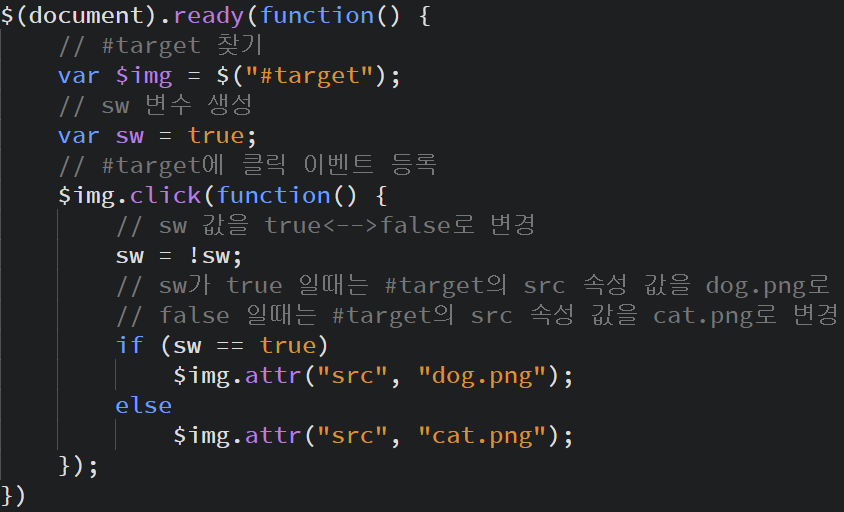 $(document).ready(function() {
// #target 찾기
var $img = $("#target");
// sw 변수 생성
var sw = true;
// #target에 클릭 이벤트 등록
$img.click(function() {
// sw 값을 true<-->false로 변경
sw = !sw;
// sw가 true 일때는 #target의 src 속성 값을 dog.png로
// false 일때는 #target의 src 속성 값을 cat.png로 변경
if (sw == true)
$img.attr("src", "dog.png");
else
$img.attr("src", "cat.png");
});
})